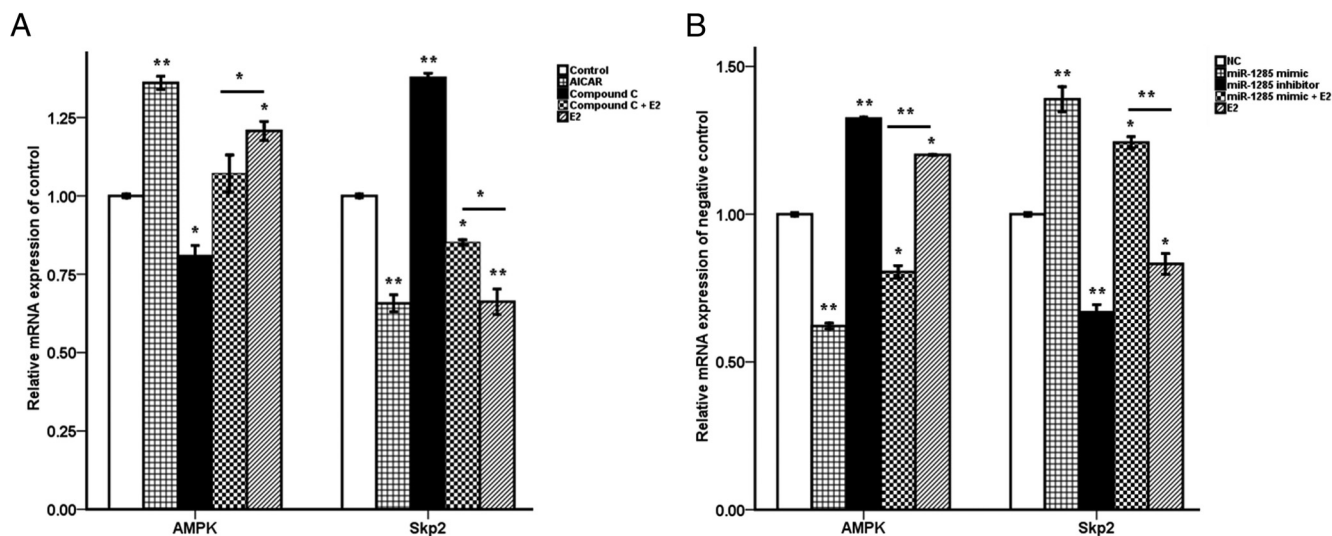 A
Relative mRNA expression of control
1.25
1.00
0.75
0.50
0.25
0.00
**
*
*
*
**
**
*
*
**
AMPK
Skp2
Control
AICAR
Compound C
Compound C + E2
E2
B
Relative mRNA expression of negative control
1.50
1.00
0.50
0.00
**
**
*
**
*
**
**
*
**
*
AMPK
Skp2
NC
miR-1285 mimic
miR-1285 inhibitor
miR-1285 mimic + E2
E2